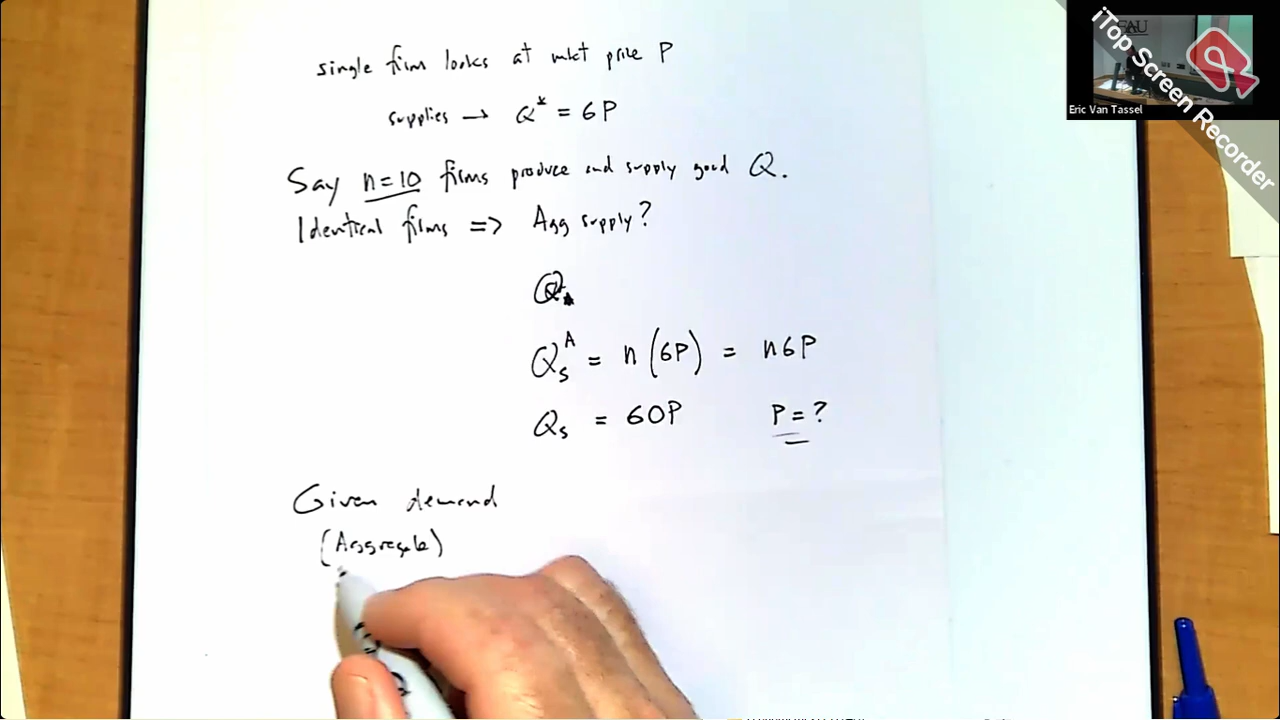 single firm looks at mkt price P
supplies → Q* = 6P
Say n=10 firms produce and supply good Q.
Identical firms => Agg supply?
Q
Q_s^A = n(6P) = n6P
Q_s = 60P P=?
Given demand
(Aggregate)
FAU
Eric Van Tassel
iTop Screen Recorder